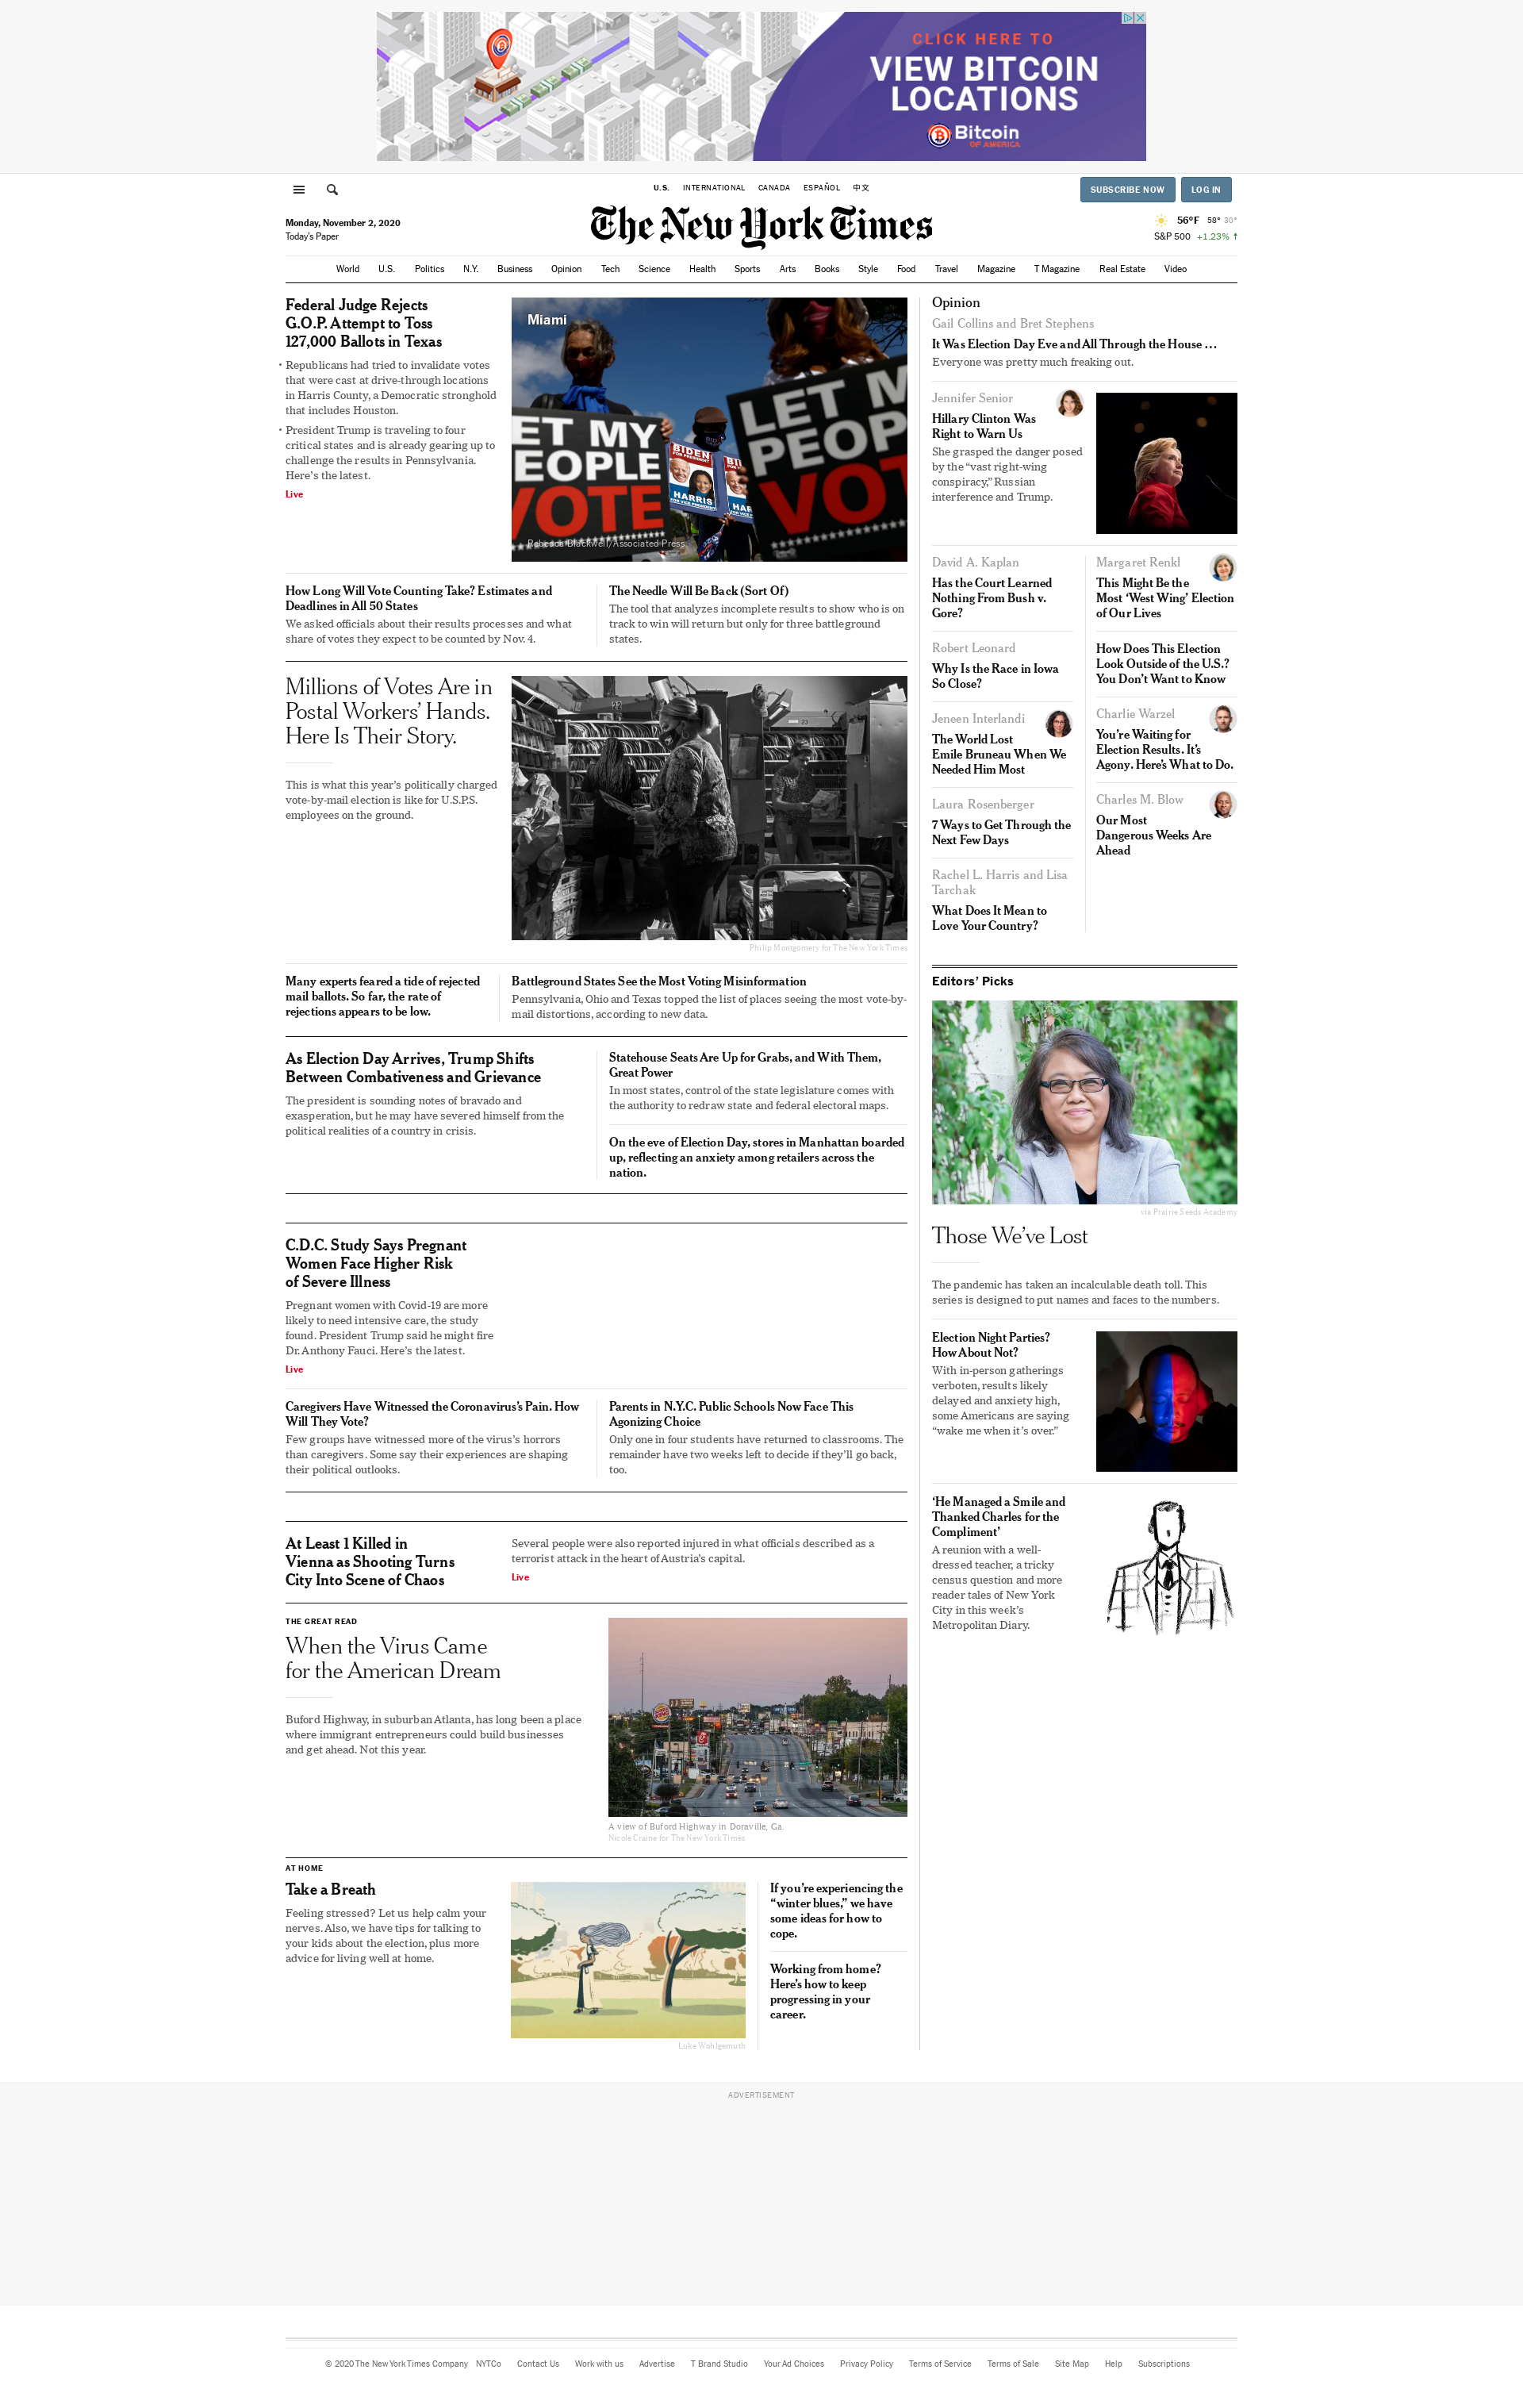 CLICK HERE TO
VIEW BITCOIN
LOCATIONS
Bitcoin
OF AMERICA
U.S. INTERNATIONAL CANADA ESPAÑOL 中文
SUBSCRIBE NOW LOG IN
Monday, November 2, 2020
Today's Paper
The New York Times
56°F 58° 30°
S&P 500 +1.23% ↑
World U.S. Politics N.Y. Business Opinion Tech Science Health Sports Arts Books Style Food Travel Magazine T Magazine Real Estate Video
Federal Judge Rejects
G.O.P. Attempt to Toss
127,000 Ballots in Texas
• Republicans had tried to invalidate votes
that were cast at drive-through locations
in Harris County, a Democratic stronghold
that includes Houston.
• President Trump is traveling to four
critical states and is already gearing up to
challenge the results in Pennsylvania.
Here's the latest.
Live
Miami
LET MY
PEOPLE
VOTE
BIDEN
FOR PRESIDENT
HARRIS
FOR VICE PRESIDENT
LET M
PEOPL
VOT
Rebecca Blackwell/Associated Press
How Long Will Vote Counting Take? Estimates and
Deadlines in All 50 States
We asked officials about their results processes and what
share of votes they expect to be counted by Nov. 4.
The Needle Will Be Back (Sort Of)
The tool that analyzes incomplete results to show who is on
track to win will return but only for three battleground
states.
Millions of Votes Are in
Postal Workers’ Hands.
Here Is Their Story.
This is what this year’s politically charged
vote-by-mail election is like for U.S.P.S.
employees on the ground.
Philip Montgomery for The New York Times
Many experts feared a tide of rejected
mail ballots. So far, the rate of
rejections appears to be low.
Battleground States See the Most Voting Misinformation
Pennsylvania, Ohio and Texas topped the list of places seeing the most vote-by-
mail distortions, according to new data.
As Election Day Arrives, Trump Shifts
Between Combativeness and Grievance
The president is sounding notes of bravado and
exasperation, but he may have severed himself from the
political realities of a country in crisis.
Statehouse Seats Are Up for Grabs, and With Them,
Great Power
In most states, control of the state legislature comes with
the authority to redraw state and federal electoral maps.
On the eve of Election Day, stores in Manhattan boarded
up, reflecting an anxiety among retailers across the
nation.
C.D.C. Study Says Pregnant
Women Face Higher Risk
of Severe Illness
Pregnant women with Covid-19 are more
likely to need intensive care, the study
found. President Trump said he might fire
Dr. Anthony Fauci. Here’s the latest.
Live
Caregivers Have Witnessed the Coronavirus’s Pain. How
Will They Vote?
Few groups have witnessed more of the virus’s horrors
than caregivers. Some say their experiences are shaping
their political outlooks.
Parents in N.Y.C. Public Schools Now Face This
Agonizing Choice
Only one in four students have returned to classrooms. The
remainder have two weeks left to decide if they’ll go back,
too.
At Least 1 Killed in
Vienna as Shooting Turns
City Into Scene of Chaos
Several people were also reported injured in what officials described as a
terrorist attack in the heart of Austria’s capital.
Live
THE GREAT READ
When the Virus Came
for the American Dream
Buford Highway, in suburban Atlanta, has long been a place
where immigrant entrepreneurs could build businesses
and get ahead. Not this year.
A view of Buford Highway in Doraville, Ga.
Nicole Craine for The New York Times
AT HOME
Take a Breath
Feeling stressed? Let us help calm your
nerves. Also, we have tips for talking to
your kids about the election, plus more
advice for living well at home.
Luke Wohlgemuth
If you’re experiencing the
“winter blues,” we have
some ideas for how to
cope.
Working from home?
Here’s how to keep
progressing in your
career.
Opinion
Gail Collins and Bret Stephens
It Was Election Day Eve and All Through the House …
Everyone was pretty much freaking out.
Jennifer Senior
Hillary Clinton Was
Right to Warn Us
She grasped the danger posed
by the “vast right-wing
conspiracy,” Russian
interference and Trump.
David A. Kaplan
Has the Court Learned
Nothing From Bush v.
Gore?
Robert Leonard
Why Is the Race in Iowa
So Close?
Jeneen Interlandi
The World Lost
Emile Bruneau When We
Needed Him Most
Laura Rosenberger
7 Ways to Get Through the
Next Few Days
Rachel L. Harris and Lisa
Tarchak
What Does It Mean to
Love Your Country?
Margaret Renkl
This Might Be the
Most ‘West Wing’ Election
of Our Lives
How Does This Election
Look Outside of the U.S.?
You Don’t Want to Know
Charlie Warzel
You’re Waiting for
Election Results. It’s
Agony. Here’s What to Do.
Charles M. Blow
Our Most
Dangerous Weeks Are
Ahead
Editors’ Picks
via Prairie Seeds Academy
Those We’ve Lost
The pandemic has taken an incalculable death toll. This
series is designed to put names and faces to the numbers.
Election Night Parties?
How About Not?
With in-person gatherings
verboten, results likely
delayed and anxiety high,
some Americans are saying
“wake me when it’s over.”
‘He Managed a Smile and
Thanked Charles for the
Compliment’
A reunion with a well-
dressed teacher, a tricky
census question and more
reader tales of New York
City in this week’s
Metropolitan Diary.
ADVERTISEMENT
© 2020 The New York Times Company NYTCo Contact Us Work with us Advertise T Brand Studio Your Ad Choices Privacy Policy Terms of Service Terms of Sale Site Map Help Subscriptions